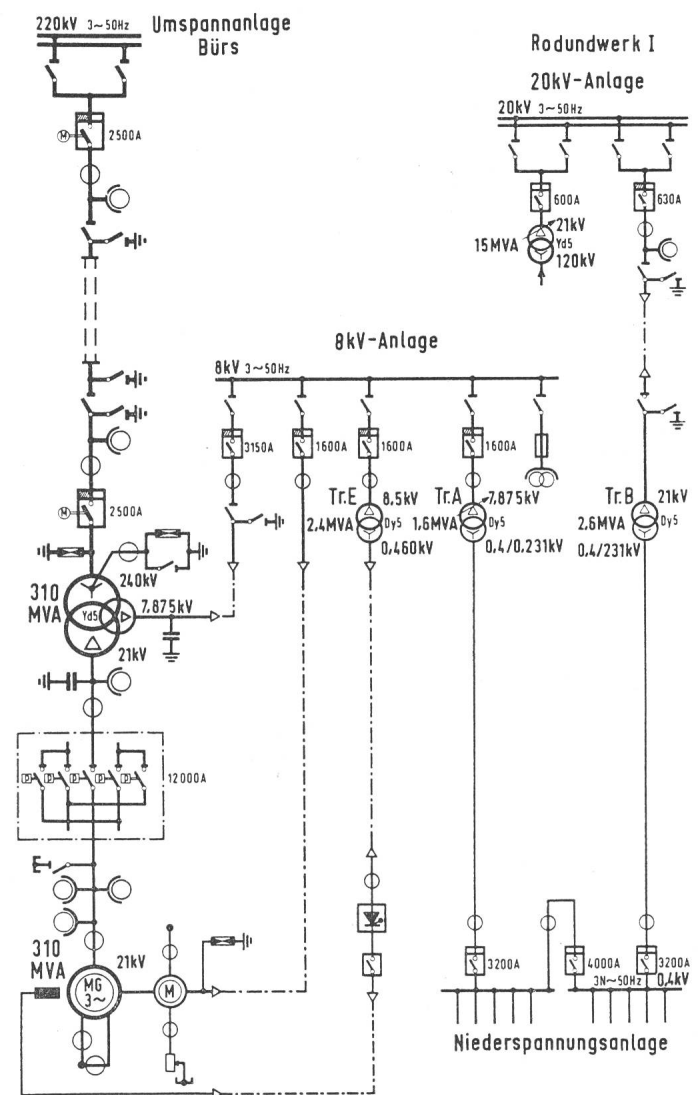 220kV 3~50Hz
Umspannanlage
Bürs
M
2500A
Rodundwerk I
20kV-Anlage
20kV 3~50Hz
600A
630A
21kV
Yd5
15MVA
120kV
8kV-Anlage
8kV 3~50Hz
3150A
1600A
1600A
1600A
M
2500A
Tr.E
8.5kV
2,4MVA
Dy5
0,460kV
Tr.A
7,875kV
1,6MVA
Dy5
0,4/0,231kV
Tr.B
21kV
2,6MVA
Dy5
0,4/231kV
240kV
310
MVA
Yd5
7,875kV
21kV
12000A
310
MVA
21kV
MG
3~
M
3200A
4000A
3200A
3N~50Hz
0,4kV
Niederspannungsanlage